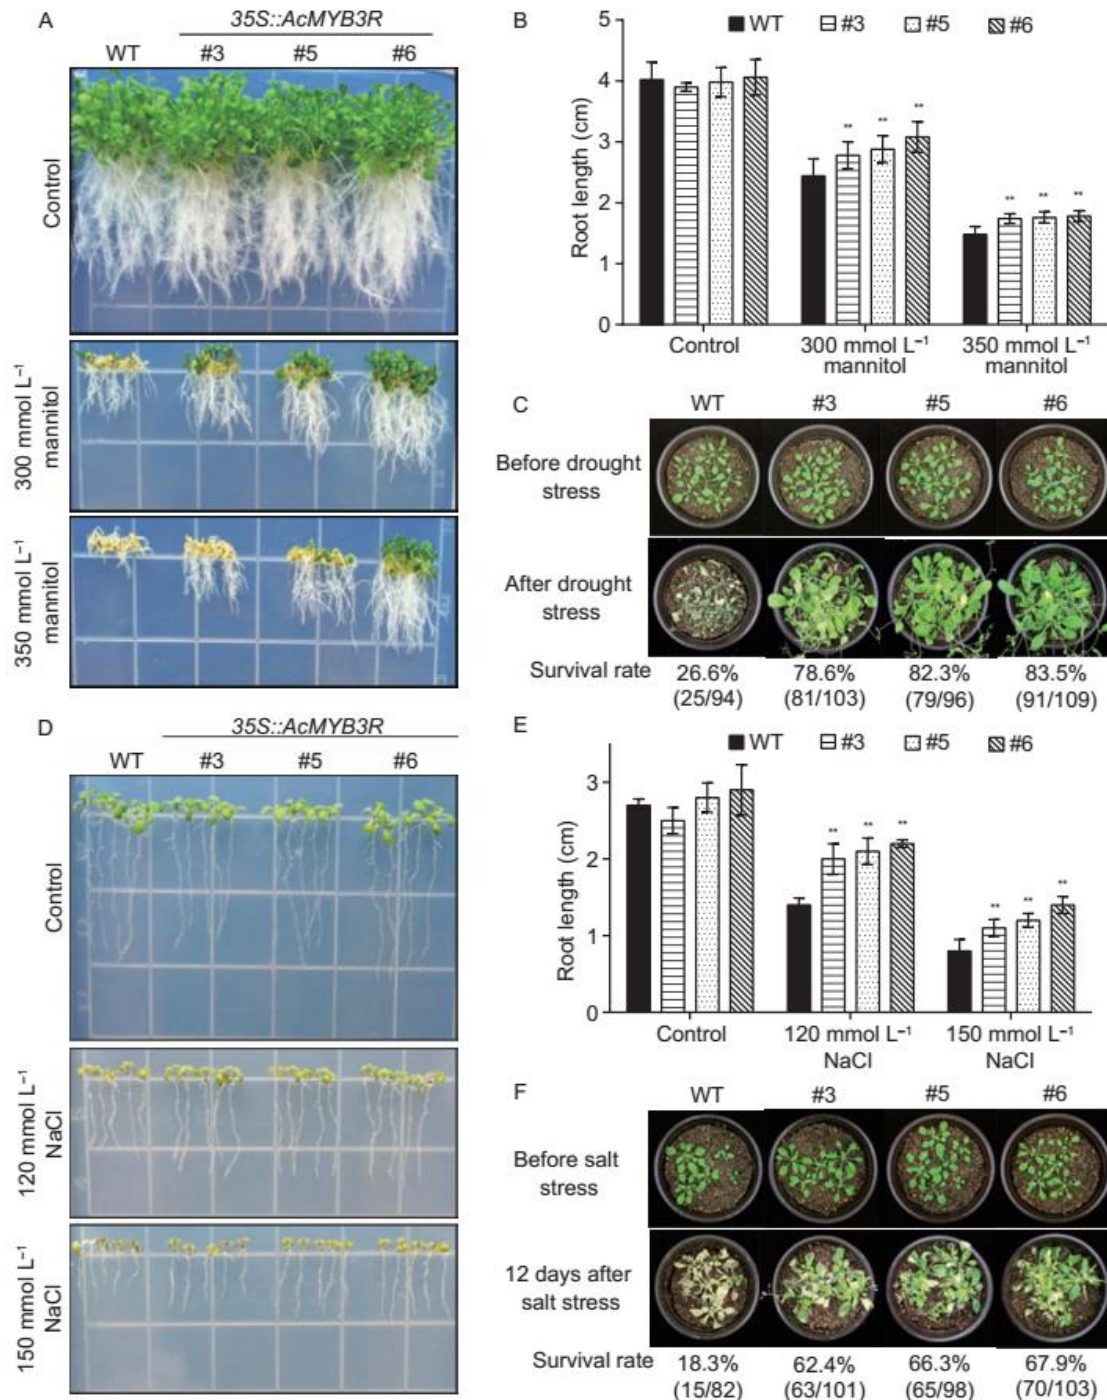 A
35S::AcMYB3R
WT #3 #5 #6
Control
300 mmol L⁻¹
mannitol
350 mmol L⁻¹
mannitol
B
WT #3 #5 #6
Root length (cm)
4
3
2
1
0
** ** **
** ** **
Control 300 mmol L⁻¹ 350 mmol L⁻¹
mannitol mannitol
C
WT #3 #5 #6
Before drought
stress
After drought
stress
Survival rate 26.6% 78.6% 82.3% 83.5%
(25/94) (81/103) (79/96) (91/109)
D
35S::AcMYB3R
WT #3 #5 #6
Control
120 mmol L⁻¹
NaCl
150 mmol L⁻¹
NaCl
E
WT #3 #5 #6
Root length (cm)
3
2
1
0
** ** **
** ** **
Control 120 mmol L⁻¹ 150 mmol L⁻¹
NaCl NaCl
F
WT #3 #5 #6
Before salt
stress
12 days after
salt stress
Survival rate 18.3% 62.4% 66.3% 67.9%
(15/82) (63/101) (65/98) (70/103)